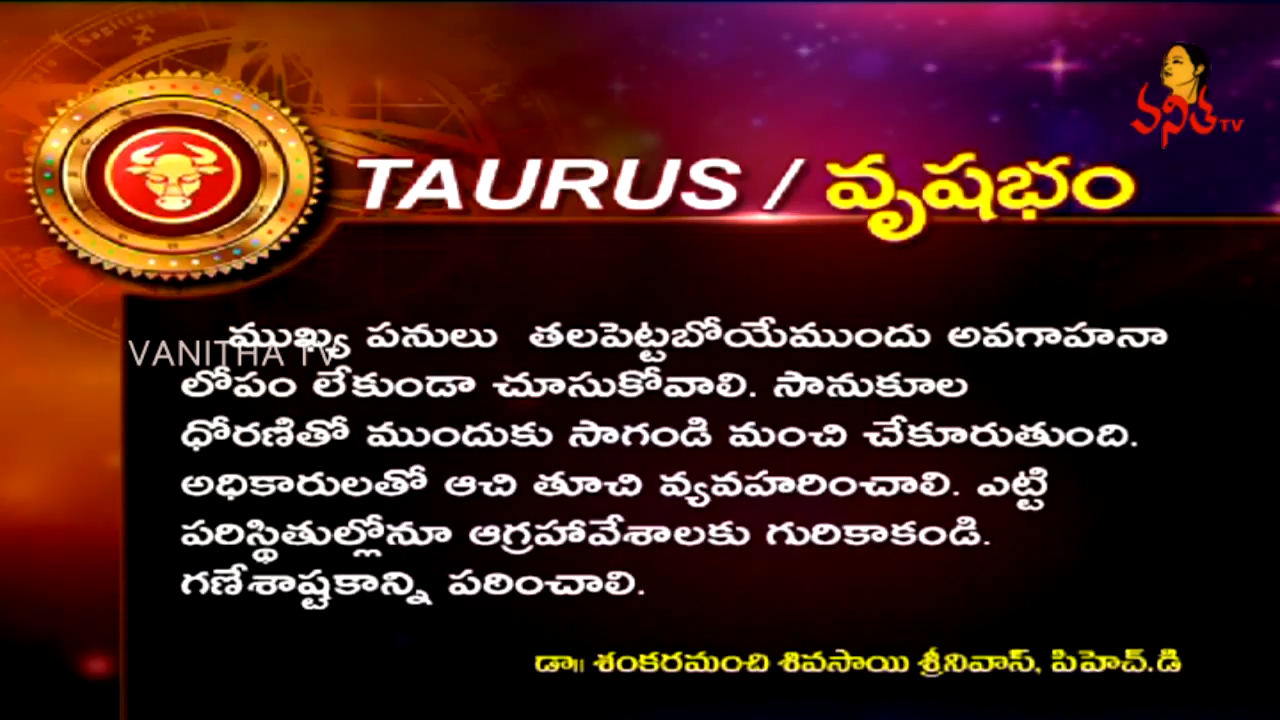 వనిత TV
TAURUS / వృషభం
VANITHA TV
ముఖ్య పనులు తలపెట్టబోయేముందు అవగాహనా
లోపం లేకుండా చూసుకోవాలి. సానుకూల
ధోరణితో ముందుకు సాగండి మంచి చేకూరుతుంది.
అధికారులతో ఆచి తూచి వ్యవహరించాలి. ఎట్టి
పరిస్థితుల్లోనూ ఆగ్రహావేశాలకు గురికాకండి.
గణేశాష్టకాన్ని పఠించాలి.
డా॥ శంకరమంచి శివసాయి శ్రీనివాస్, పిహెచ్.డి